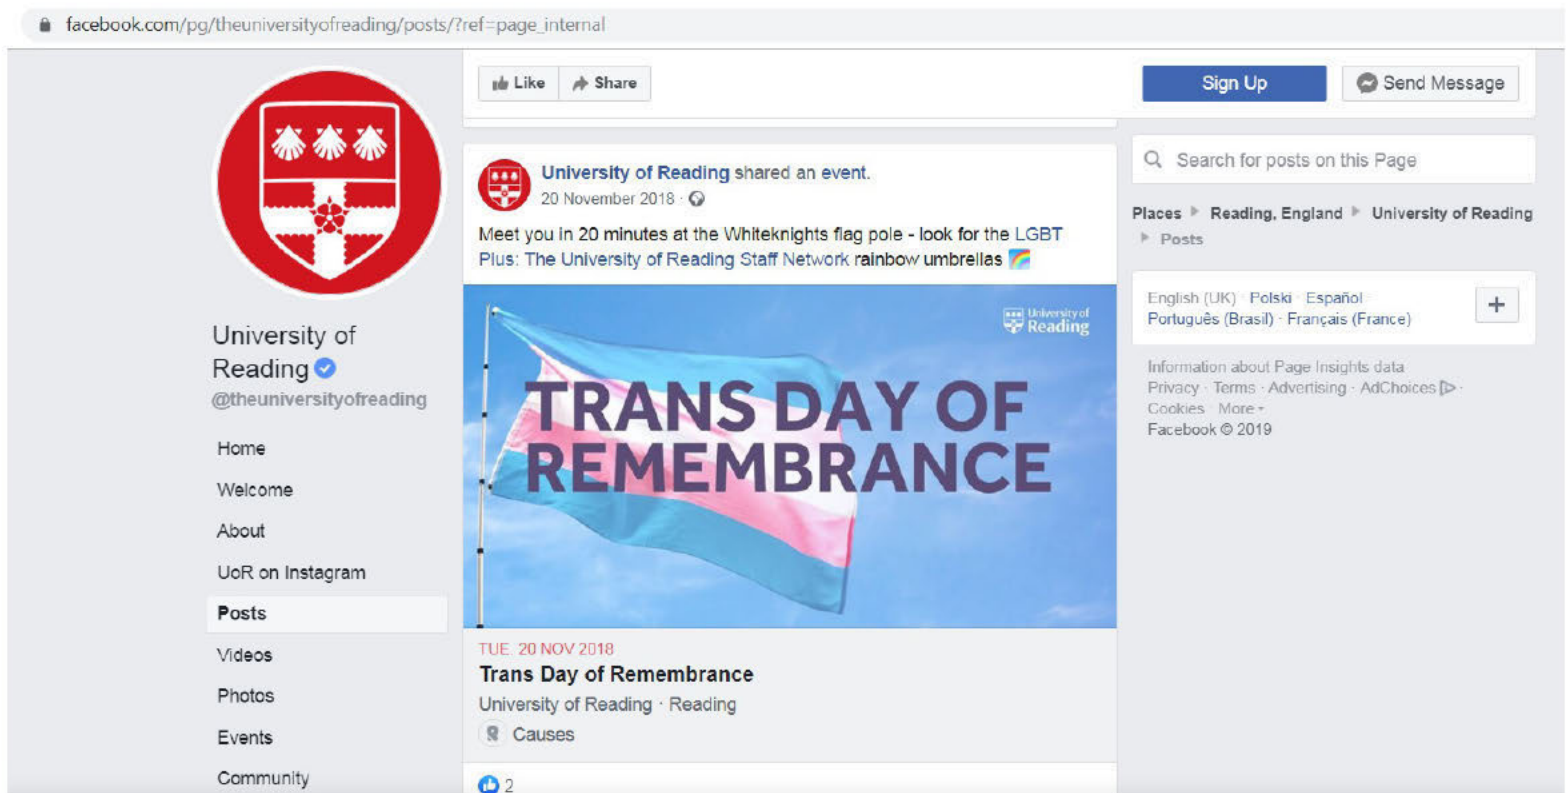 facebook.com/pg/theuniversityofreading/posts/?ref=page_internal
Like
Share
Sign Up
Send Message
University of
Reading
@theuniversityofreading
Home
Welcome
About
UoR on Instagram
Posts
Videos
Photos
Events
Community
University of Reading shared an event.
20 November 2018 ·
Meet you in 20 minutes at the Whiteknights flag pole - look for the LGBT
Plus: The University of Reading Staff Network rainbow umbrellas
University of
Reading
TRANS DAY OF
REMEMBRANCE
TUE, 20 NOV 2018
Trans Day of Remembrance
University of Reading · Reading
Causes
2
Search for posts on this Page
Places Reading, England University of Reading
Posts
English (UK) · Polski · Español
Português (Brasil) · Français (France)
+
Information about Page Insights data
Privacy · Terms · Advertising · AdChoices ·
Cookies · More
Facebook © 2019